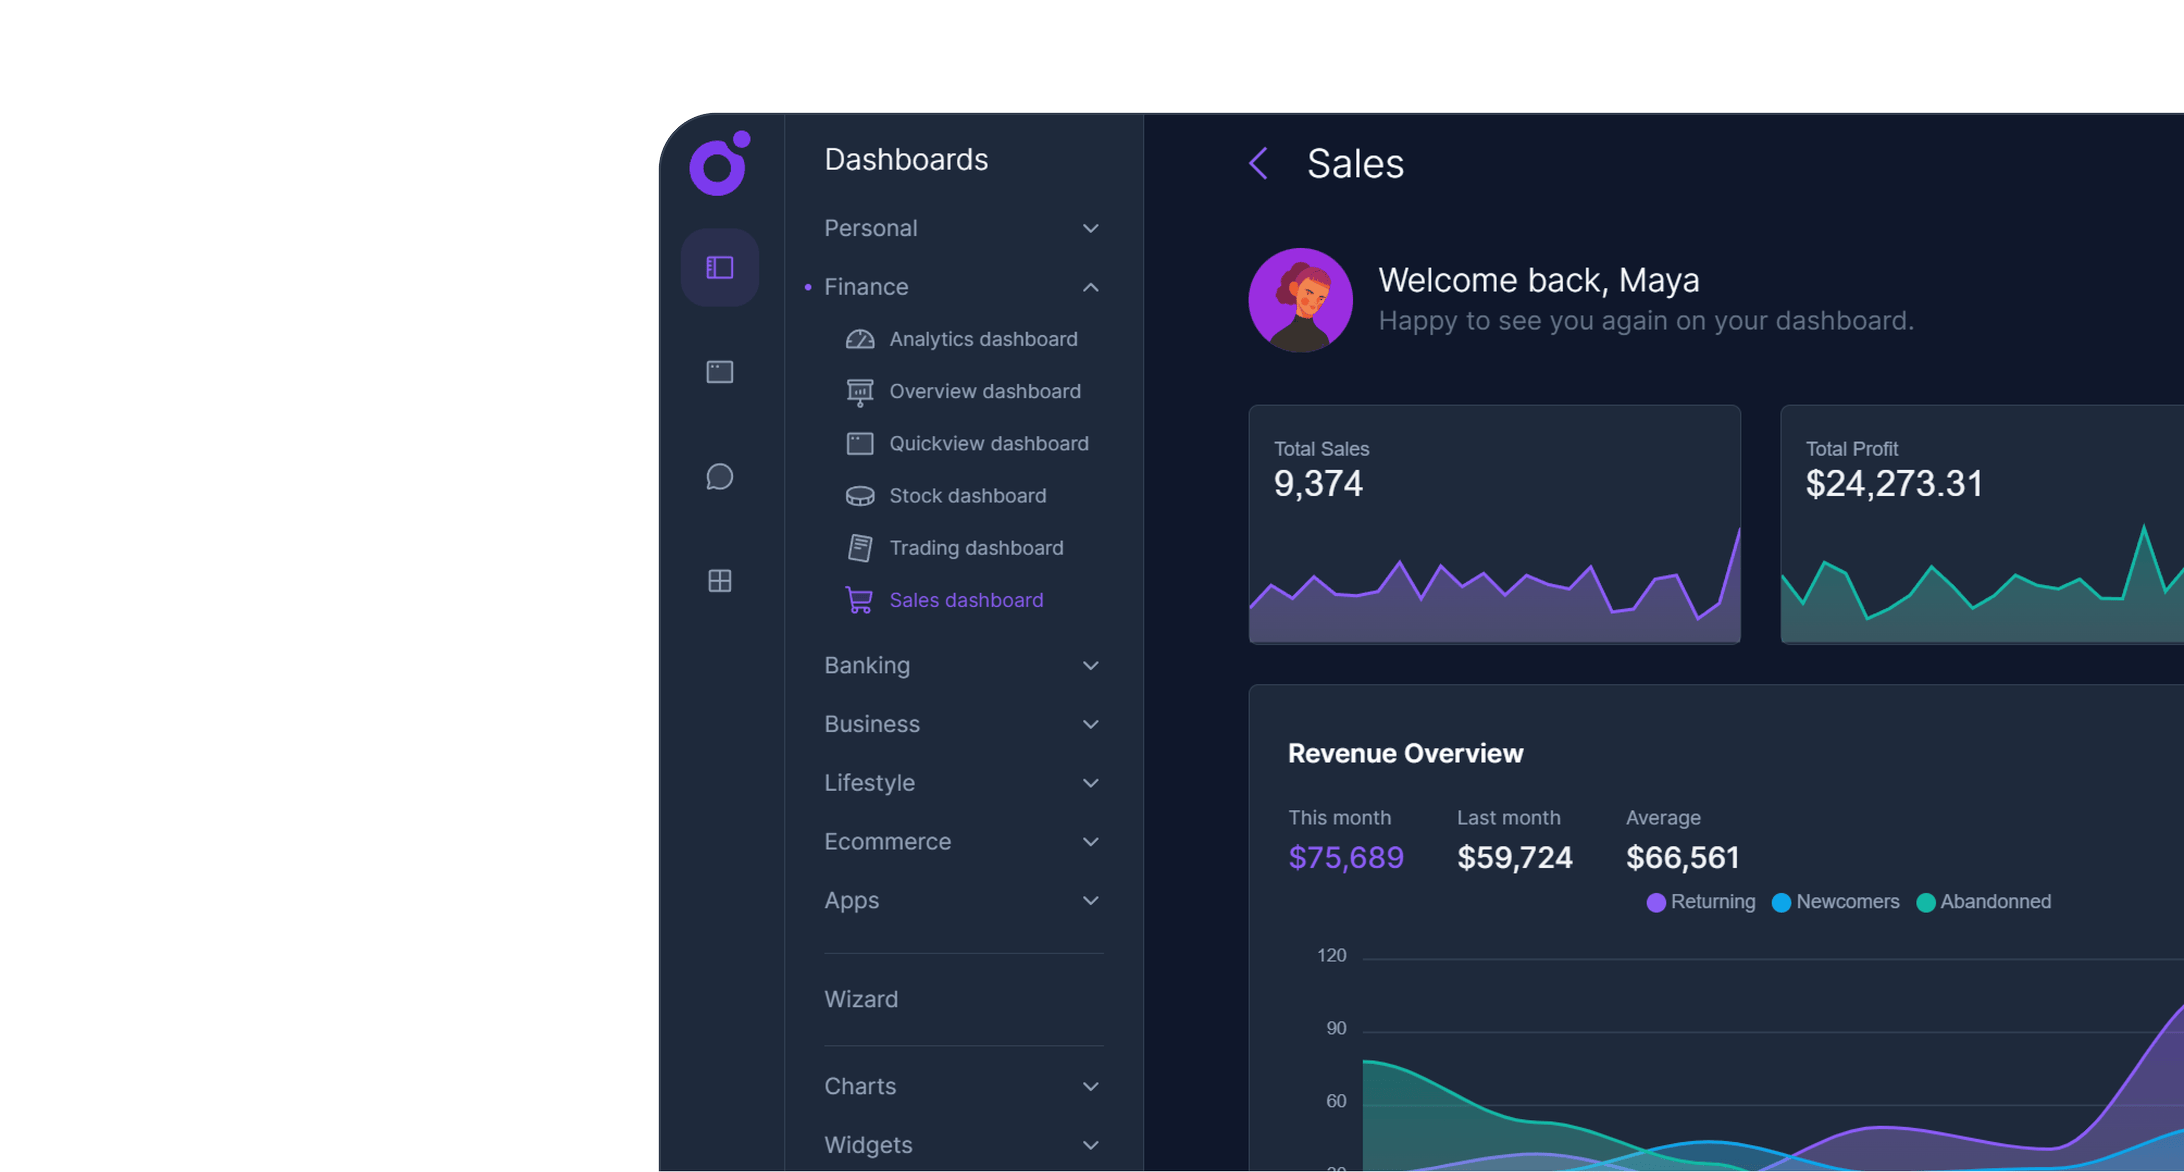 Dashboards
Personal
Finance
Analytics dashboard
Overview dashboard
Quickview dashboard
Stock dashboard
Trading dashboard
Sales dashboard
Banking
Business
Lifestyle
Ecommerce
Apps
Wizard
Charts
Widgets
Sales
Welcome back, Maya
Happy to see you again on your dashboard.
Total Sales
9,374
Total Profit
$24,273.31
Revenue Overview
This month Last month Average
$75,689 $59,724 $66,561
Returning Newcomers Abandonned
120
90
60